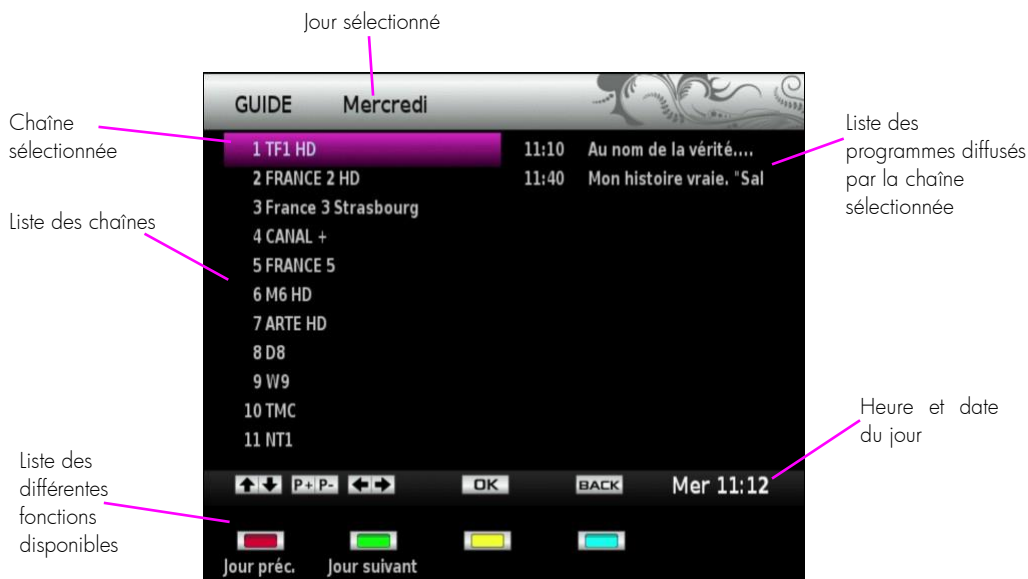 Jour sélectionné
GUIDE Mercredi
Chaîne
sélectionnée
Liste des chaînes
1 TF1 HD
2 FRANCE 2 HD
3 France 3 Strasbourg
4 CANAL +
5 FRANCE 5
6 M6 HD
7 ARTE HD
8 D8
9 W9
10 TMC
11 NT1
11:10 Au nom de la vérité....
11:40 Mon histoire vraie. "Sal
Liste des
programmes diffusés
par la chaîne
sélectionnée
Heure et date
du jour
Liste des
différentes
fonctions
disponibles
P+ P- OK BACK Mer 11:12
Jour préc. Jour suivant